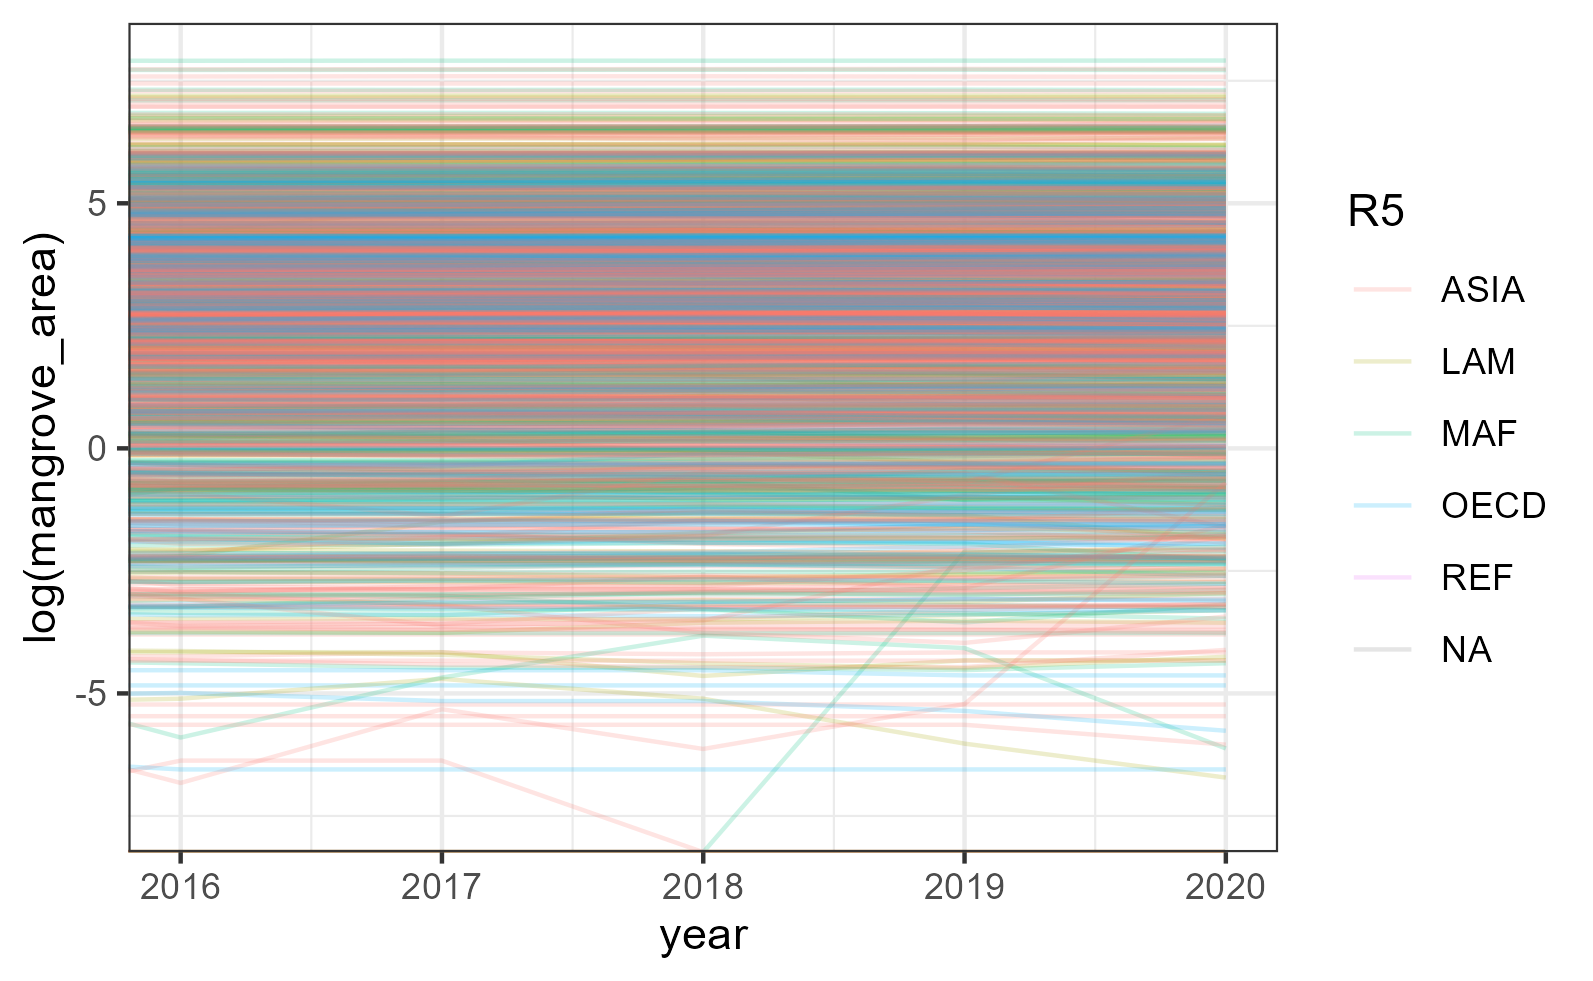 log(mangrove_area)
5
0
-5
2016 2017 2018 2019 2020
year
R5
ASIA
LAM
MAF
OECD
REF
NA